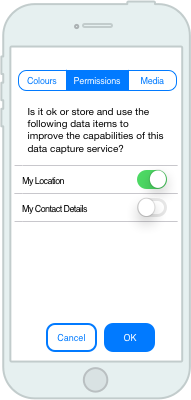 Colours Permissions Media
Is it ok or store and use the
following data items to
improve the capabilities of this
data capture service?
My Location
My Contact Details
Cancel OK